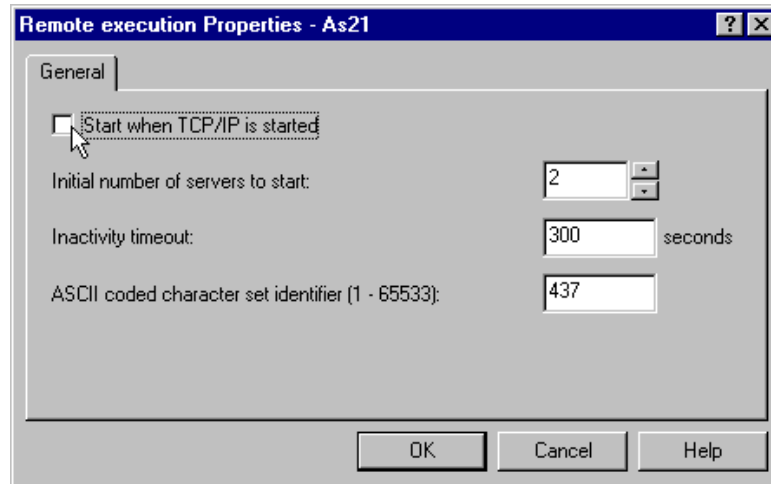 Remote execution Properties - As21
General
Start when TCP/IP is started
Initial number of servers to start: 2
Inactivity timeout: 300 seconds
ASCII coded character set identifier (1 - 65533): 437
OK Cancel Help